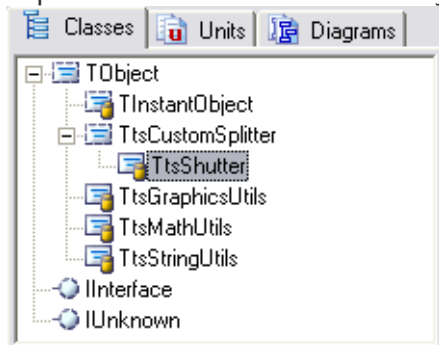 Classes Units Diagrams
TObject
TInstantObject
TtsCustomSplitter
TtsShutter
TtsGraphicsUtils
TtsMathUtils
TtsStringUtils
IInterface
IUnknown